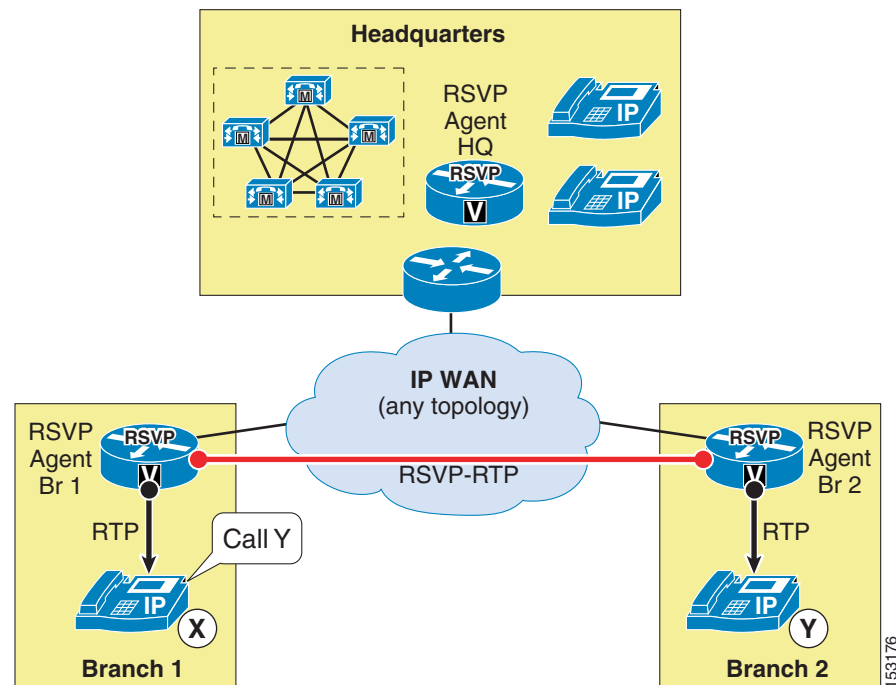 Headquarters
M
M
M
M
M
RSVP
Agent
HQ
RSVP
V
IP
IP
IP WAN
(any topology)
RSVP
Agent
Br 1
RSVP
V
RSVP-RTP
RSVP
V
RSVP
Agent
Br 2
RTP
Call Y
IP
X
Branch 1
RTP
IP
Y
Branch 2
153176